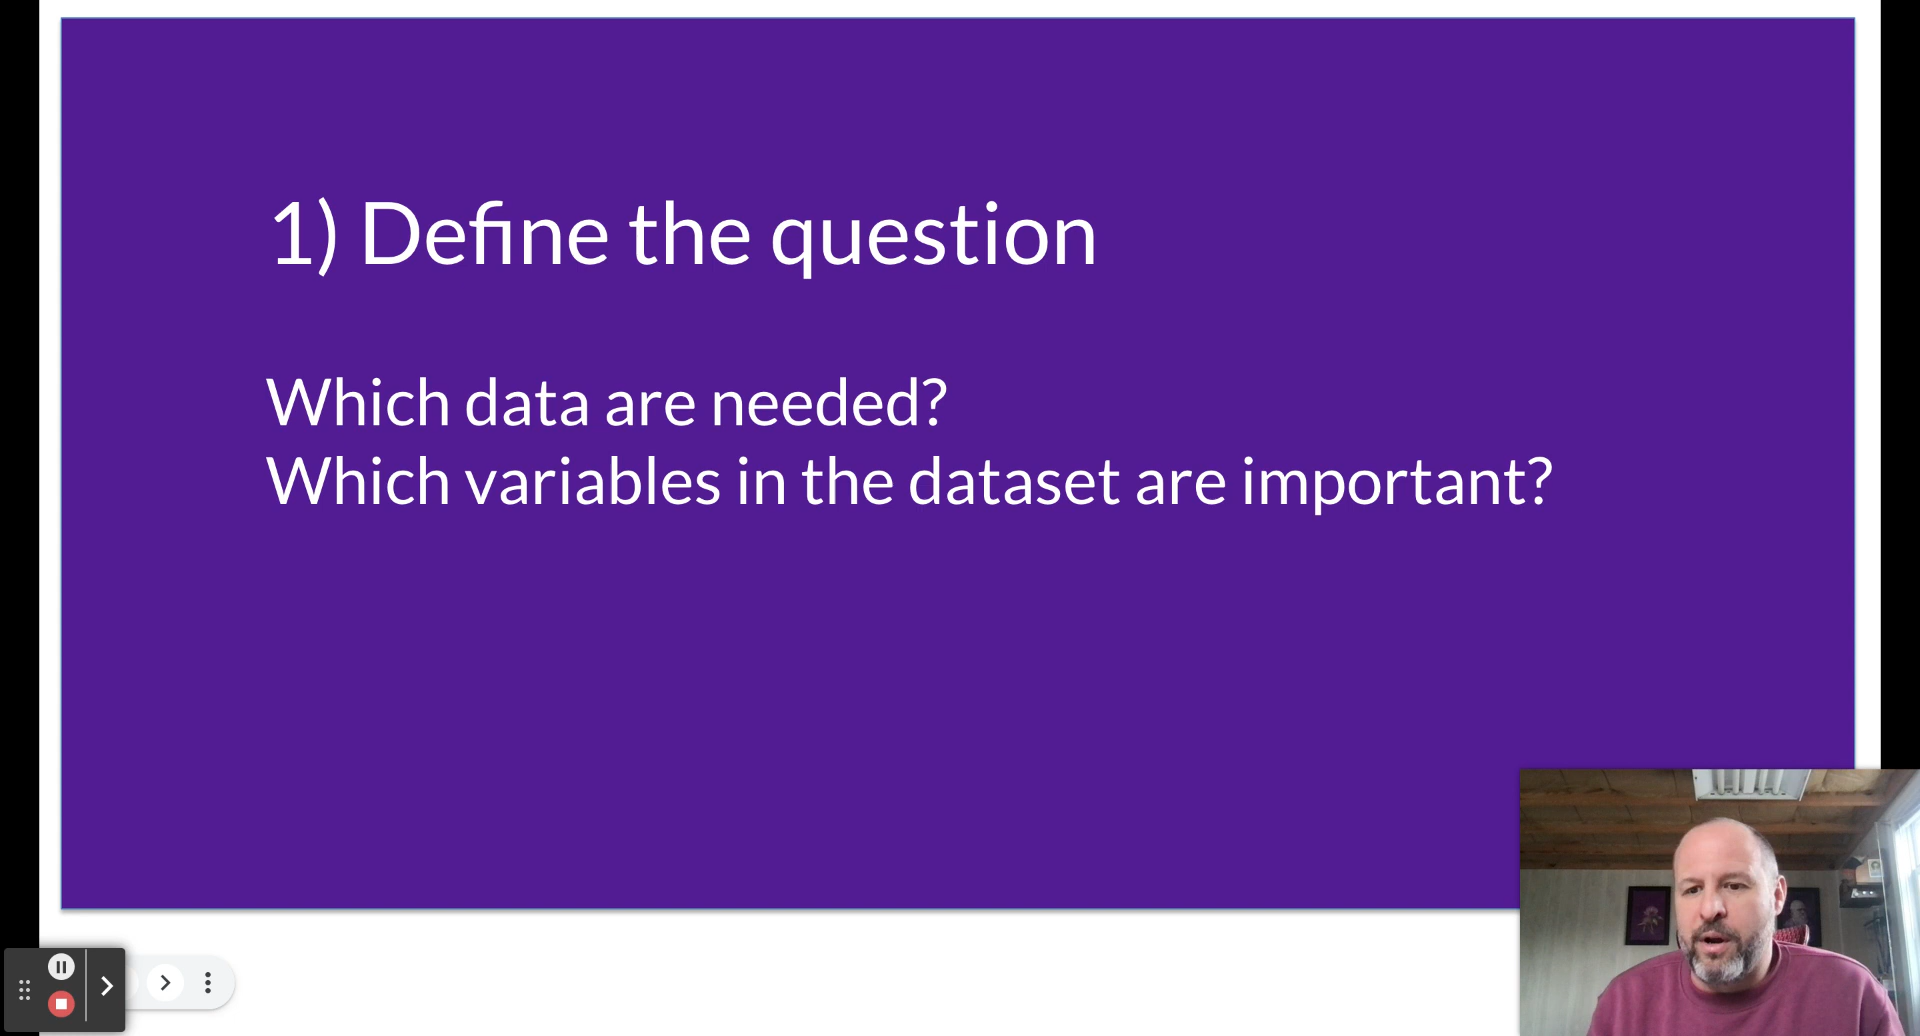 1) Define the question
Which data are needed?
Which variables in the dataset are important?